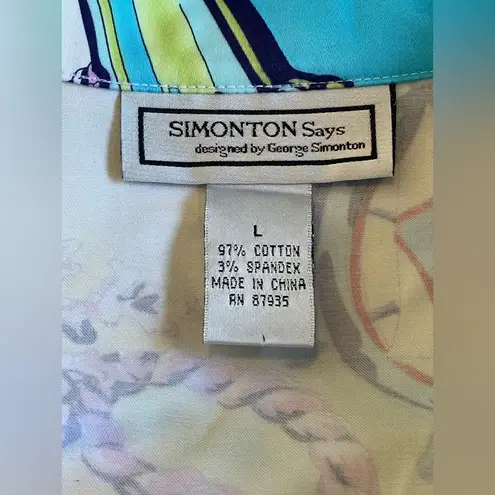 SIMONTON Says
designed by George Simonton
L
97% COTTON
3% SPANDEX
MADE IN CHINA
RN 87935